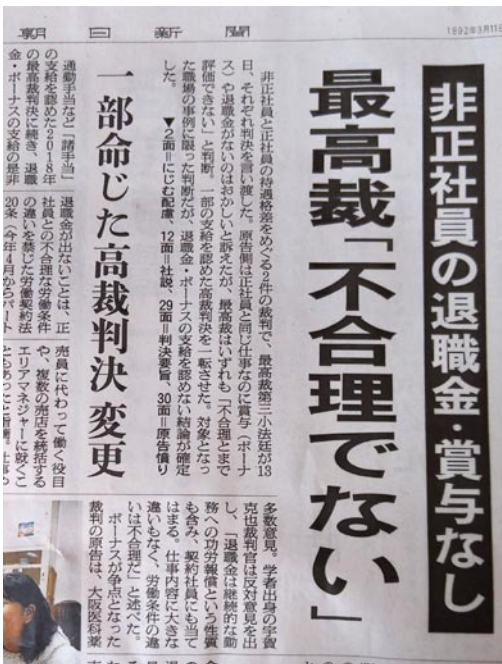 朝日新聞
1992年3月11日
非正社員の退職金・賞与なし
最高裁「不合理でない」
一部命じた高裁判決 変更
非正社員と正社員の待遇格差をめぐる2件の裁判で、最高裁第三小法廷が13
日、それぞれ判決を言い渡した。原告側は正社員と同じ仕事なのに賞与（ボーナ
ス）や退職金がないのはおかしいと訴えたが、最高裁はいずれも「不合理とまで
評価できない」と判断。一部の支給を認めた高裁判決を一転させた。対象となっ
た職場の事例に限った判断だが、退職金・ボーナスの支給を認めない結論が確定
した。 ▼2面＝にじむ配慮、12面＝社説、29面＝判決要旨、30面＝原告憤り
通勤手当など「諸手当」
の支給を認めた2018年
の最高裁判決に続き、退職
金・ボーナスの支給の是非
退職金が出ないことは、正
社員との不合理な労働条件
の違いを禁じた労働契約法
20条（今年4月からパート
売員に代わって働く役目
や、複数の売店を統括する
エリアマネジャーに就くこ
ともあったと指摘。仕事や
多数意見。学者出身の宇賀
克也裁判官は反対意見を出
し、「退職金は継続的な勤
務への功労報償という性質
も含み、契約社員にも当て
はまる。仕事内容に大きな
違いもなく、労働条件の違
いは不合理だ」と述べた。
ボーナスが争点となった
裁判の原告は、大阪医科薬